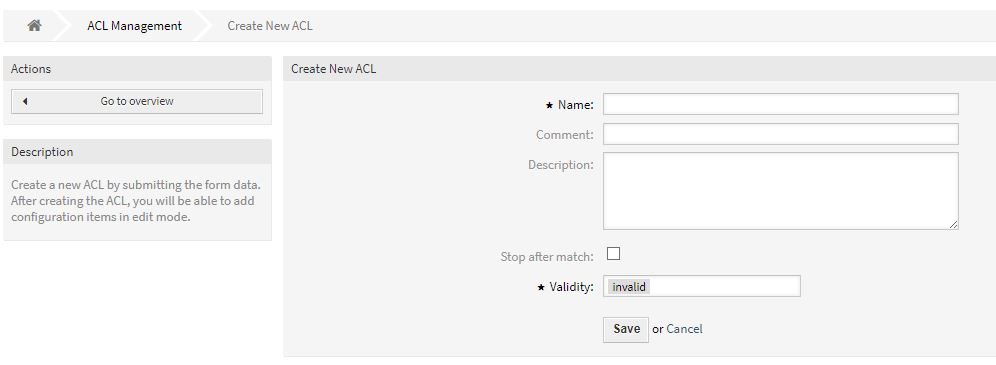 ACL Management Create New ACL
Actions
Go to overview
Description
Create a new ACL by submitting the form data.
After creating the ACL, you will be able to add
configuration items in edit mode.
Create New ACL
★ Name:
Comment:
Description:
Stop after match:
★ Validity: invalid
Save or Cancel